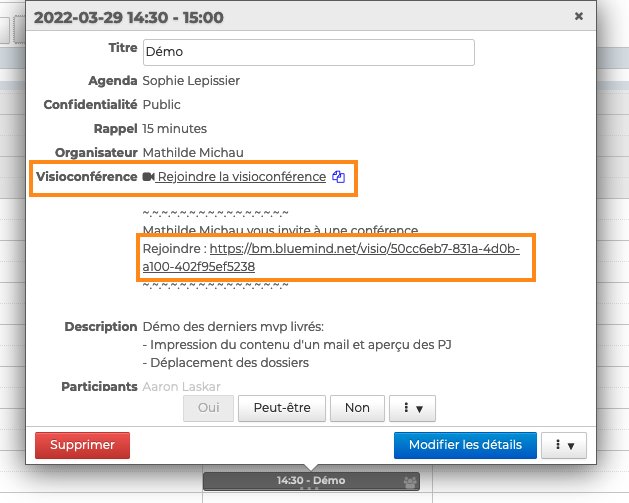 2022-03-29 14:30 - 15:00 ×
Titre Démo
Agenda Sophie Lepissier
Confidentialité Public
Rappel 15 minutes
Organisateur Mathilde Michau
Visioconférence Rejoindre la visioconférence
~.~.~.~.~.~.~.~.~.~.~.~.~.~.~.~.~
Mathilde Michau vous invite à une conférence
Rejoindre : https://bm.bluemind.net/visio/50cc6eb7-831a-4d0b-
a100-402f95ef5238
~.~.~.~.~.~.~.~.~.~.~.~.~.~.~.~.~
Description Démo des derniers mvp livrés:
- Impression du contenu d'un mail et aperçu des PJ
- Déplacement des dossiers
Participants Aaron Laskar
Oui Peut-être Non
Supprimer Modifier les détails
14:30 - Démo